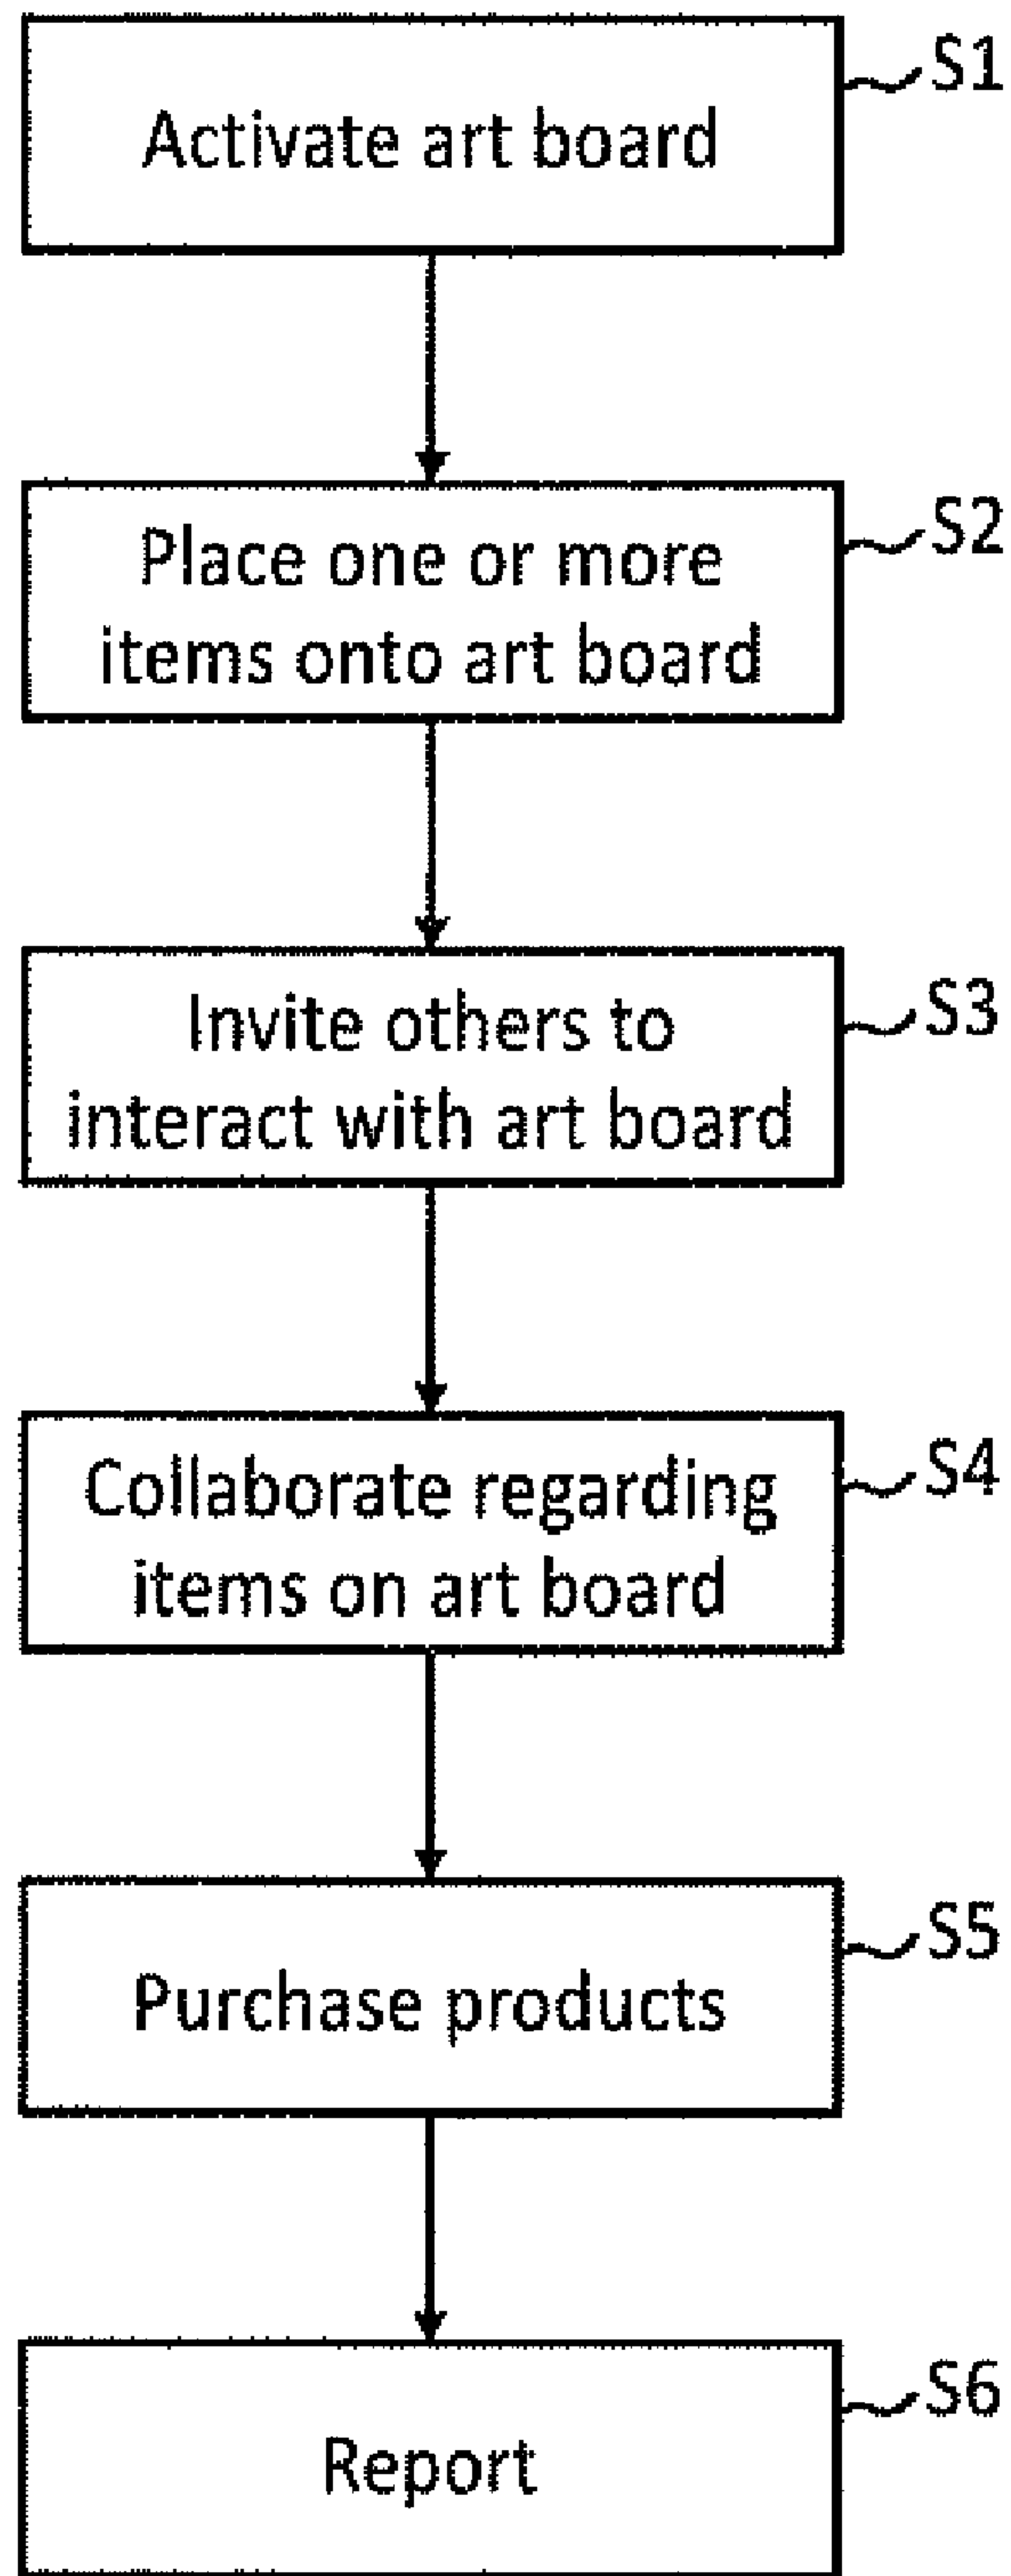 S1
Activate art board
S2
Place one or more
items onto art board
S3
Invite others to
interact with art board
S4
Collaborate regarding
items on art board
S5
Purchase products
S6
Report